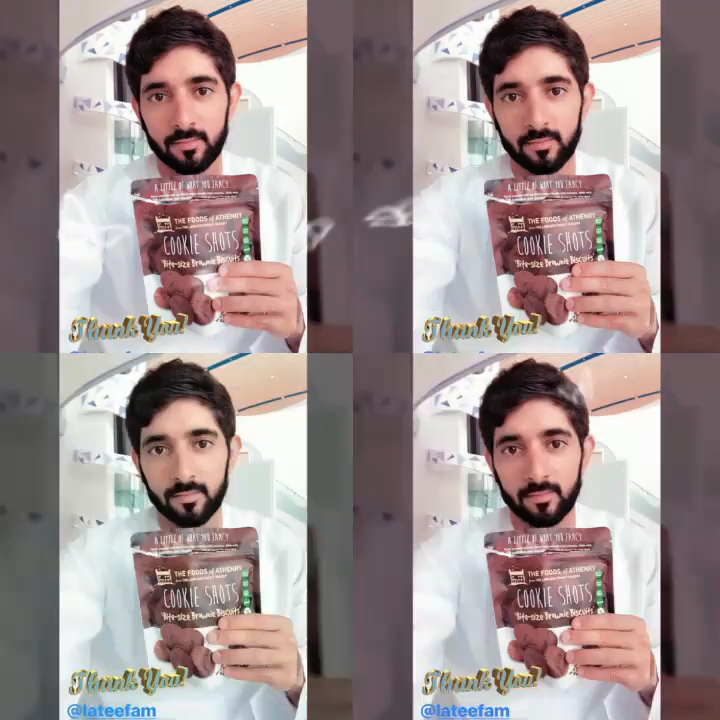 A LITTLE OF WHAT YOU FANCY
THE FOODS of ATHENRY
COOKIE SHOTS
'Bite-size Brownie Biscuits'
Thank You!
A LITTLE OF WHAT YOU FANCY
THE FOODS of ATHENRY
COOKIE SHOTS
'Bite-size Brownie Biscuits'
Thank You!
A LITTLE OF WHAT YOU FANCY
THE FOODS of ATHENRY
COOKIE SHOTS
'Bite-size Brownie Biscuits'
Thank You!
@lateefam
A LITTLE OF WHAT YOU FANCY
THE FOODS of ATHENRY
COOKIE SHOTS
'Bite-size Brownie Biscuits'
Thank You!
@lateefam